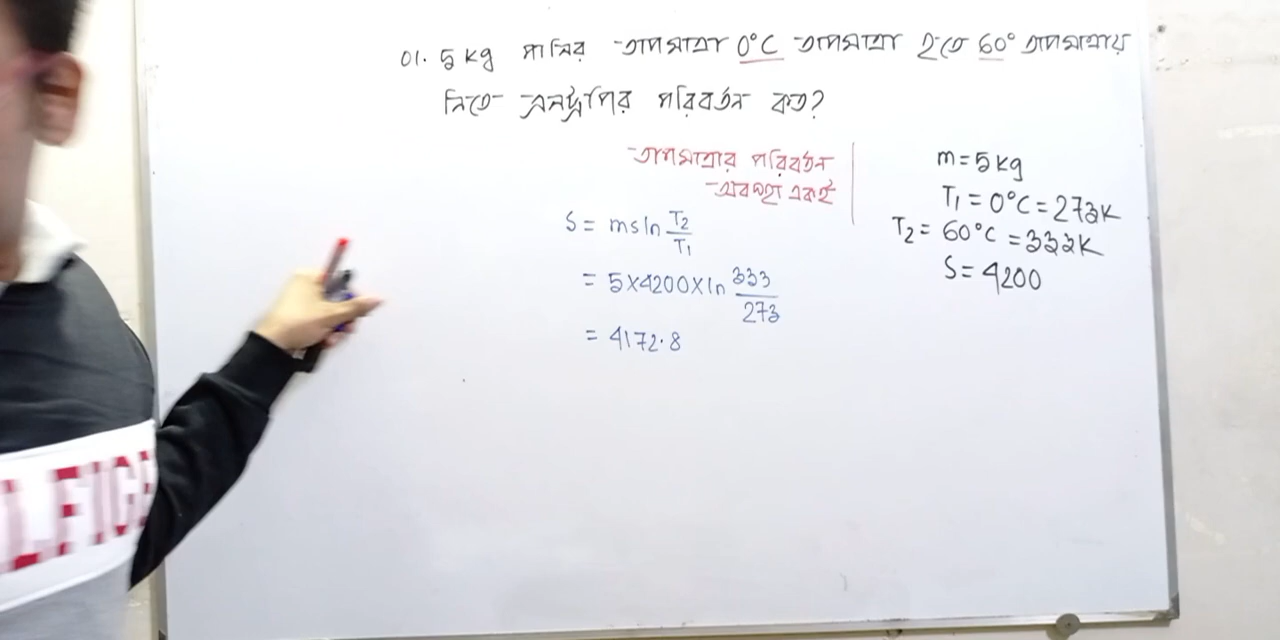 01. 5 kg পানির তাপমাত্রা 0°C তাপমাত্রা হতে 60° তাপমাত্রায়
নিতে এনট্রপির পরিবর্তন কত?
তাপমাত্রার পরিবর্তন
অবস্থা একই
S = ms ln T2/T1
= 5×4200×ln 333/273
= 4172.8
m = 5 kg
T1 = 0°C = 273K
T2 = 60°C = 333K
S = 4200
LFIG